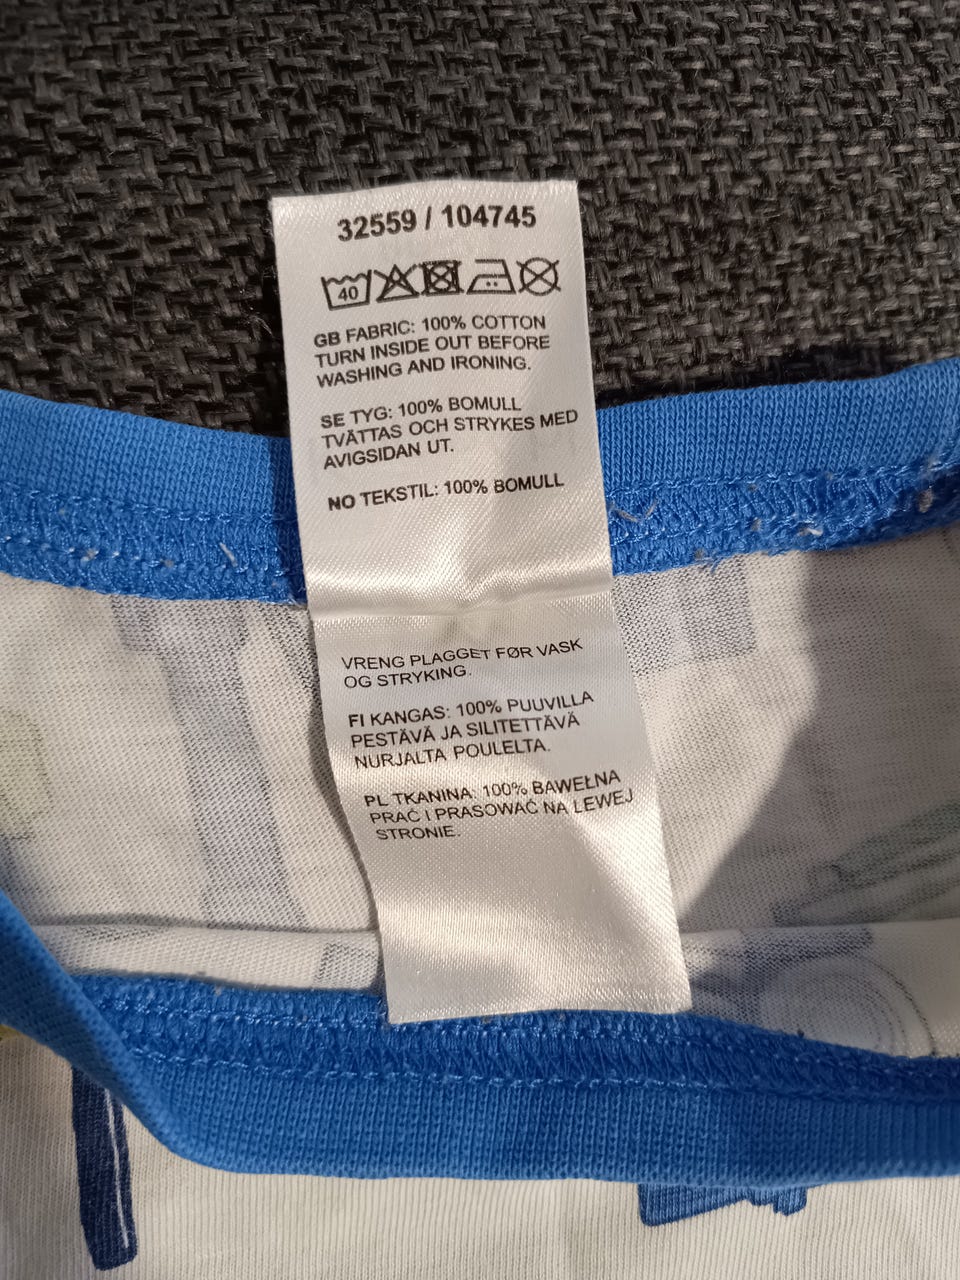 32559 / 104745
40
GB FABRIC: 100% COTTON
TURN INSIDE OUT BEFORE
WASHING AND IRONING.
SE TYG: 100% BOMULL
TVÄTTAS OCH STRYKES MED
AVIGSIDAN UT.
NO TEKSTIL: 100% BOMULL
VRENG PLAGGET FØR VASK
OG STRYKING.
FI KANGAS: 100% PUUVILLA
PESTÄVÄ JA SILITETTÄVÄ
NURJALTA POULELTA.
PL TKANINA: 100% BAWEŁNA
PRAĆ I PRASOWAĆ NA LEWEJ
STRONIE.